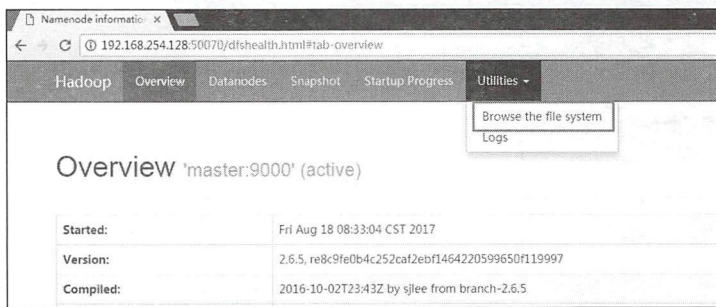 Namenode informatio ×
192.168.254.128:50070/dfshealth.html#tab-overview
Hadoop Overview Datanodes Snapshot Startup Progress Utilities
Browse the file system
Logs
Overview 'master:9000' (active)
Started: Fri Aug 18 08:33:04 CST 2017
Version: 2.6.5, re8c9fe0b4c252caf2ebf1464220599650f119997
Compiled: 2016-10-02T23:43Z by sjlee from branch-2.6.5